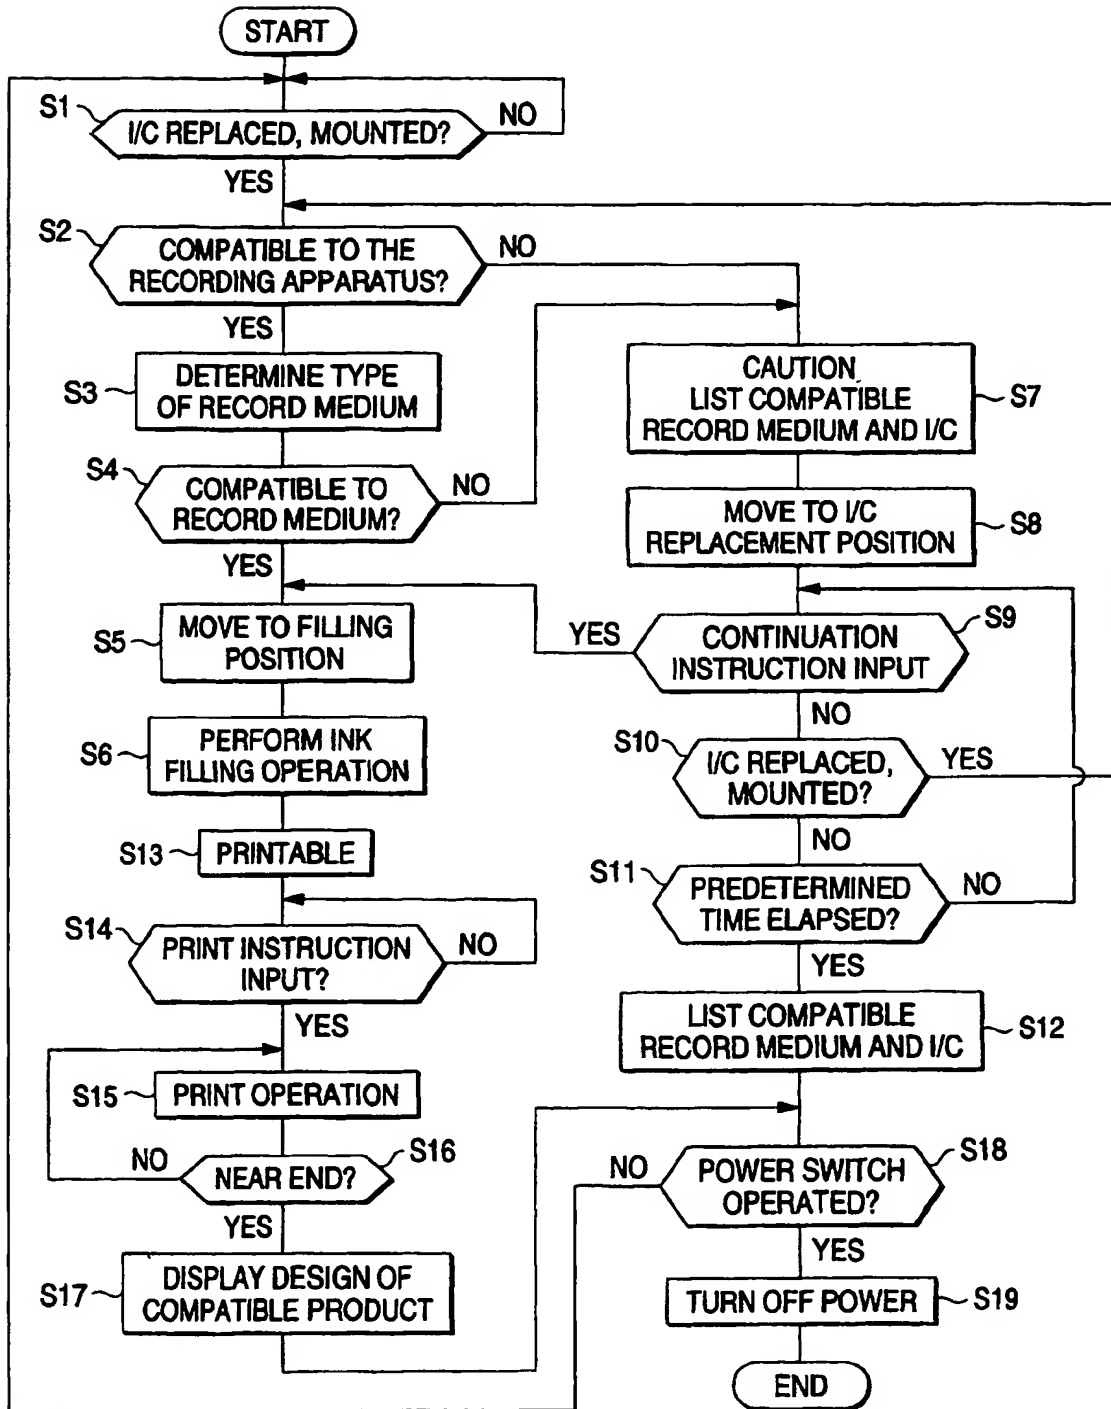 START
S1
I/C REPLACED, MOUNTED?
NO
YES
S2
COMPATIBLE TO THE
RECORDING APPARATUS?
NO
YES
S3
DETERMINE TYPE
OF RECORD MEDIUM
S4
COMPATIBLE TO
RECORD MEDIUM?
NO
YES
S5
MOVE TO FILLING
POSITION
S6
PERFORM INK
FILLING OPERATION
S13
PRINTABLE
S14
PRINT INSTRUCTION
INPUT?
NO
YES
S15
PRINT OPERATION
S16
NEAR END?
NO
YES
S17
DISPLAY DESIGN OF
COMPATIBLE PRODUCT
CAUTION
LIST COMPATIBLE
RECORD MEDIUM AND I/C
S7
MOVE TO I/C
REPLACEMENT POSITION
S8
CONTINUATION
INSTRUCTION INPUT
S9
YES
NO
S10
I/C REPLACED,
MOUNTED?
YES
NO
S11
PREDETERMINED
TIME ELAPSED?
NO
YES
LIST COMPATIBLE
RECORD MEDIUM AND I/C
S12
POWER SWITCH
OPERATED?
S18
NO
YES
TURN OFF POWER
S19
END